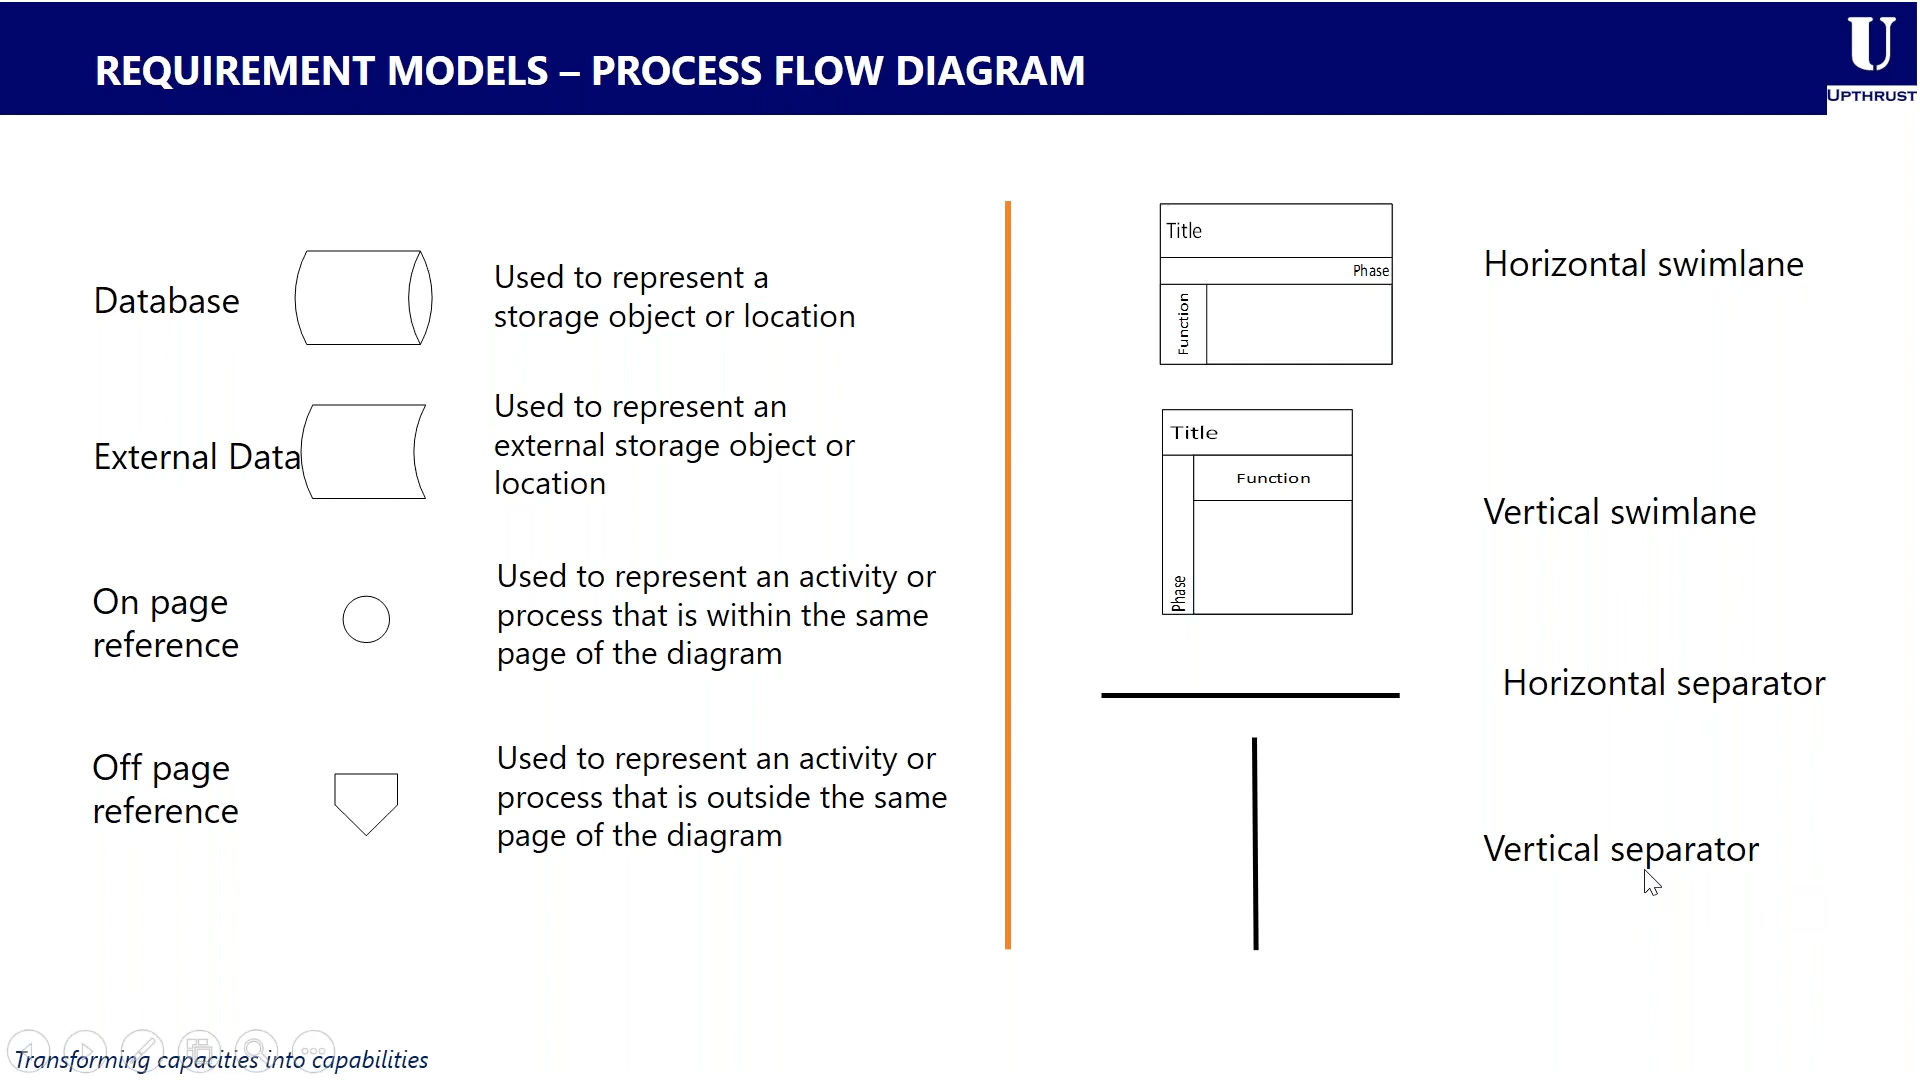 REQUIREMENT MODELS – PROCESS FLOW DIAGRAM
U
UPTHRUST
Database
Used to represent a
storage object or location
External Data
Used to represent an
external storage object or
location
On page
reference
Used to represent an activity or
process that is within the same
page of the diagram
Off page
reference
Used to represent an activity or
process that is outside the same
page of the diagram
Title
Phase
Function
Horizontal swimlane
Title
Function
Phase
Vertical swimlane
Horizontal separator
Vertical separator
Transforming capacities into capabilities